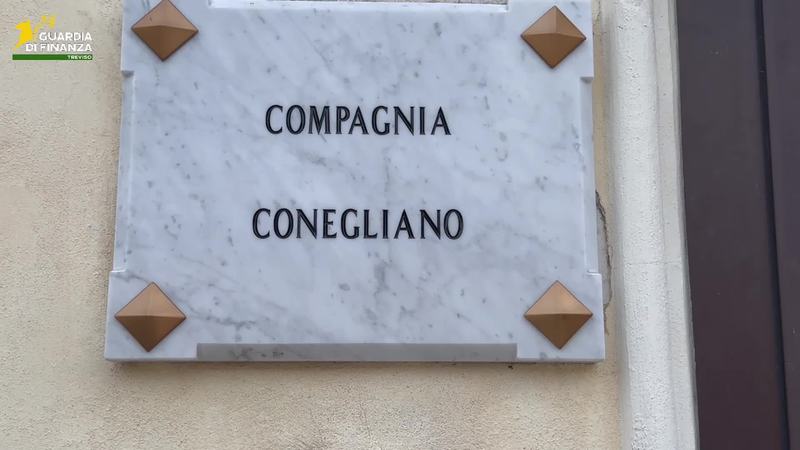 GUARDIA
DI FINANZA
TREVISO
COMPAGNIA
CONEGLIANO